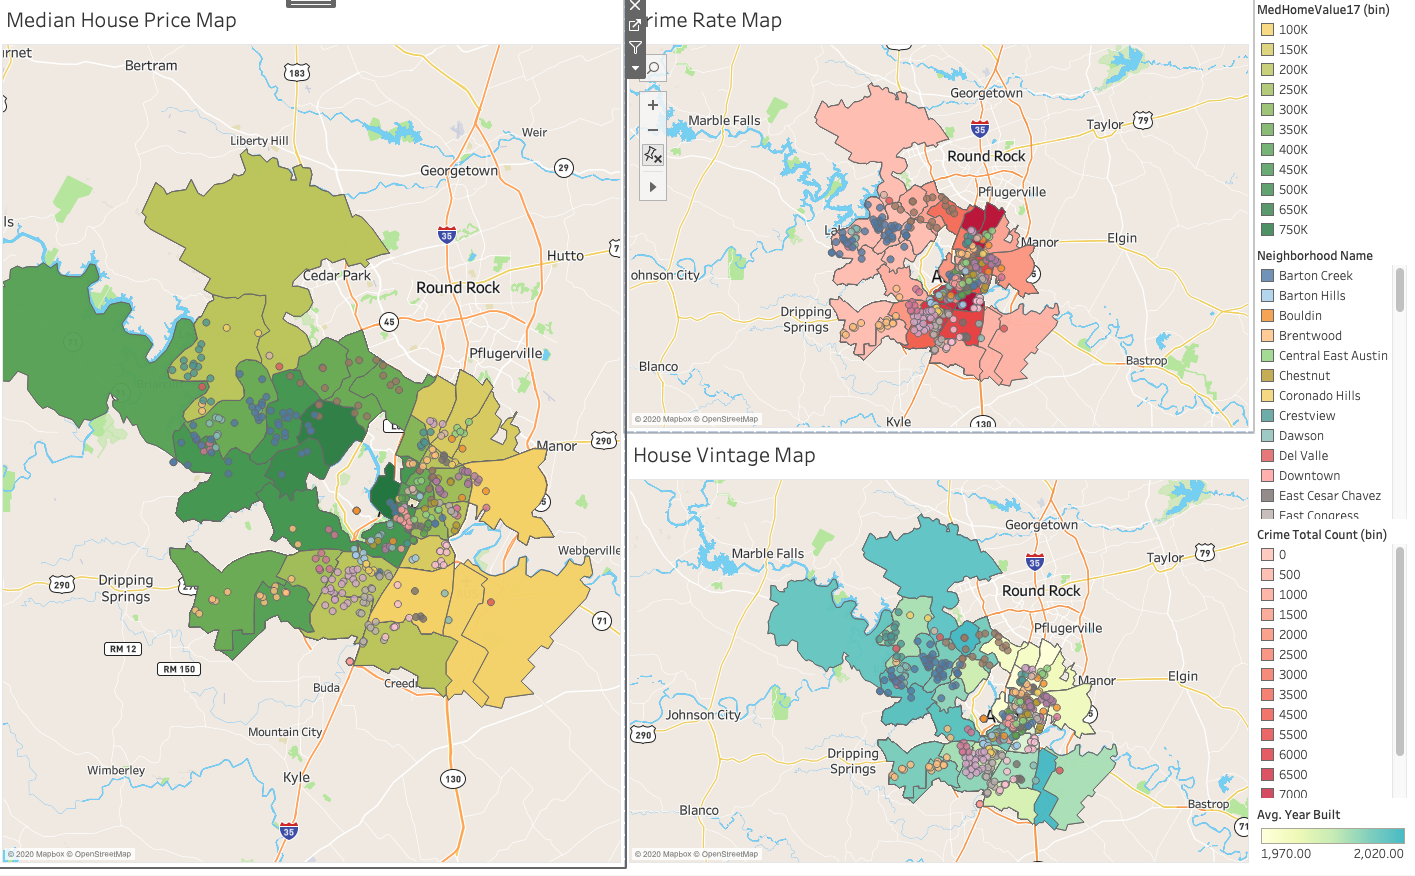 Median House Price Map
rnet
Bertram
183
Liberty Hill
Weir
Georgetown
29
ls
35
Hutto
Cedar Park
Round Rock
45
Pflugerville
Manor
290
Webberville
290
Dripping
Springs
71
RM 12
RM 150
Buda
Creed
Mountain City
Wimberley
Kyle
130
35
© 2020 Mapbox © OpenStreetMap
rime Rate Map
Georgetown
Marble Falls
35
Taylor
79
Round Rock
Pflugerville
La
Manor
Elgin
ohnson City
A
5
Dripping
Springs
Blanco
Bastrop
Kyle
130
© 2020 Mapbox © OpenStreetMap
House Vintage Map
Georgetown
Marble Falls
35
Taylor
79
Round Rock
Pflugerville
Manor
Elgin
Johnson City
A
5
290
Dripping
Springs
Blanco
Bastrop
71
© 2020 Mapbox © OpenStreetMap
MedHomeValue17 (bin)
100K
150K
200K
250K
300K
350K
400K
450K
500K
650K
750K
Neighborhood Name
Barton Creek
Barton Hills
Bouldin
Brentwood
Central East Austin
Chestnut
Coronado Hills
Crestview
Dawson
Del Valle
Downtown
East Cesar Chavez
East Congress
Crime Total Count (bin)
0
500
1000
1500
2000
2500
3000
3500
4500
5500
6000
6500
7000
Avg. Year Built
1,970.00 2,020.00